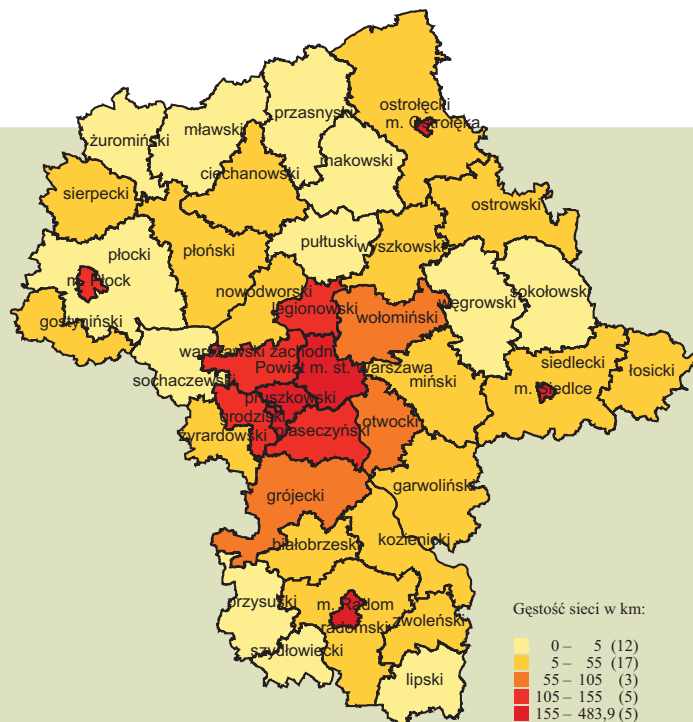 przasnyski
ostrołęcki
m. Ostrołęka
mławski
żuromiński
makowski
ciechanowski
sierpecki
ostrowski
pułtuski
płocki
płoński
wyszkowski
m. Płock
nowodworski
węgrowski
sokołowski
legionowski
wołomiński
gostyniński
warszawski zachodni
siedlecki
Powiat m. st. Warszawa
łosicki
sochaczewski
miński
m. Siedlce
pruszkowski
grodziski
otwocki
żyrardowski
piaseczyński
garwoliński
grójecki
kozienicki
białobrzeski
przysuski
m. Radom
zwoleński
radomski
szydłowiecki
lipski
Gęstość sieci w km:
0 – 5 (12)
5 – 55 (17)
55 – 105 (3)
105 – 155 (5)
155 – 483,9 (5)